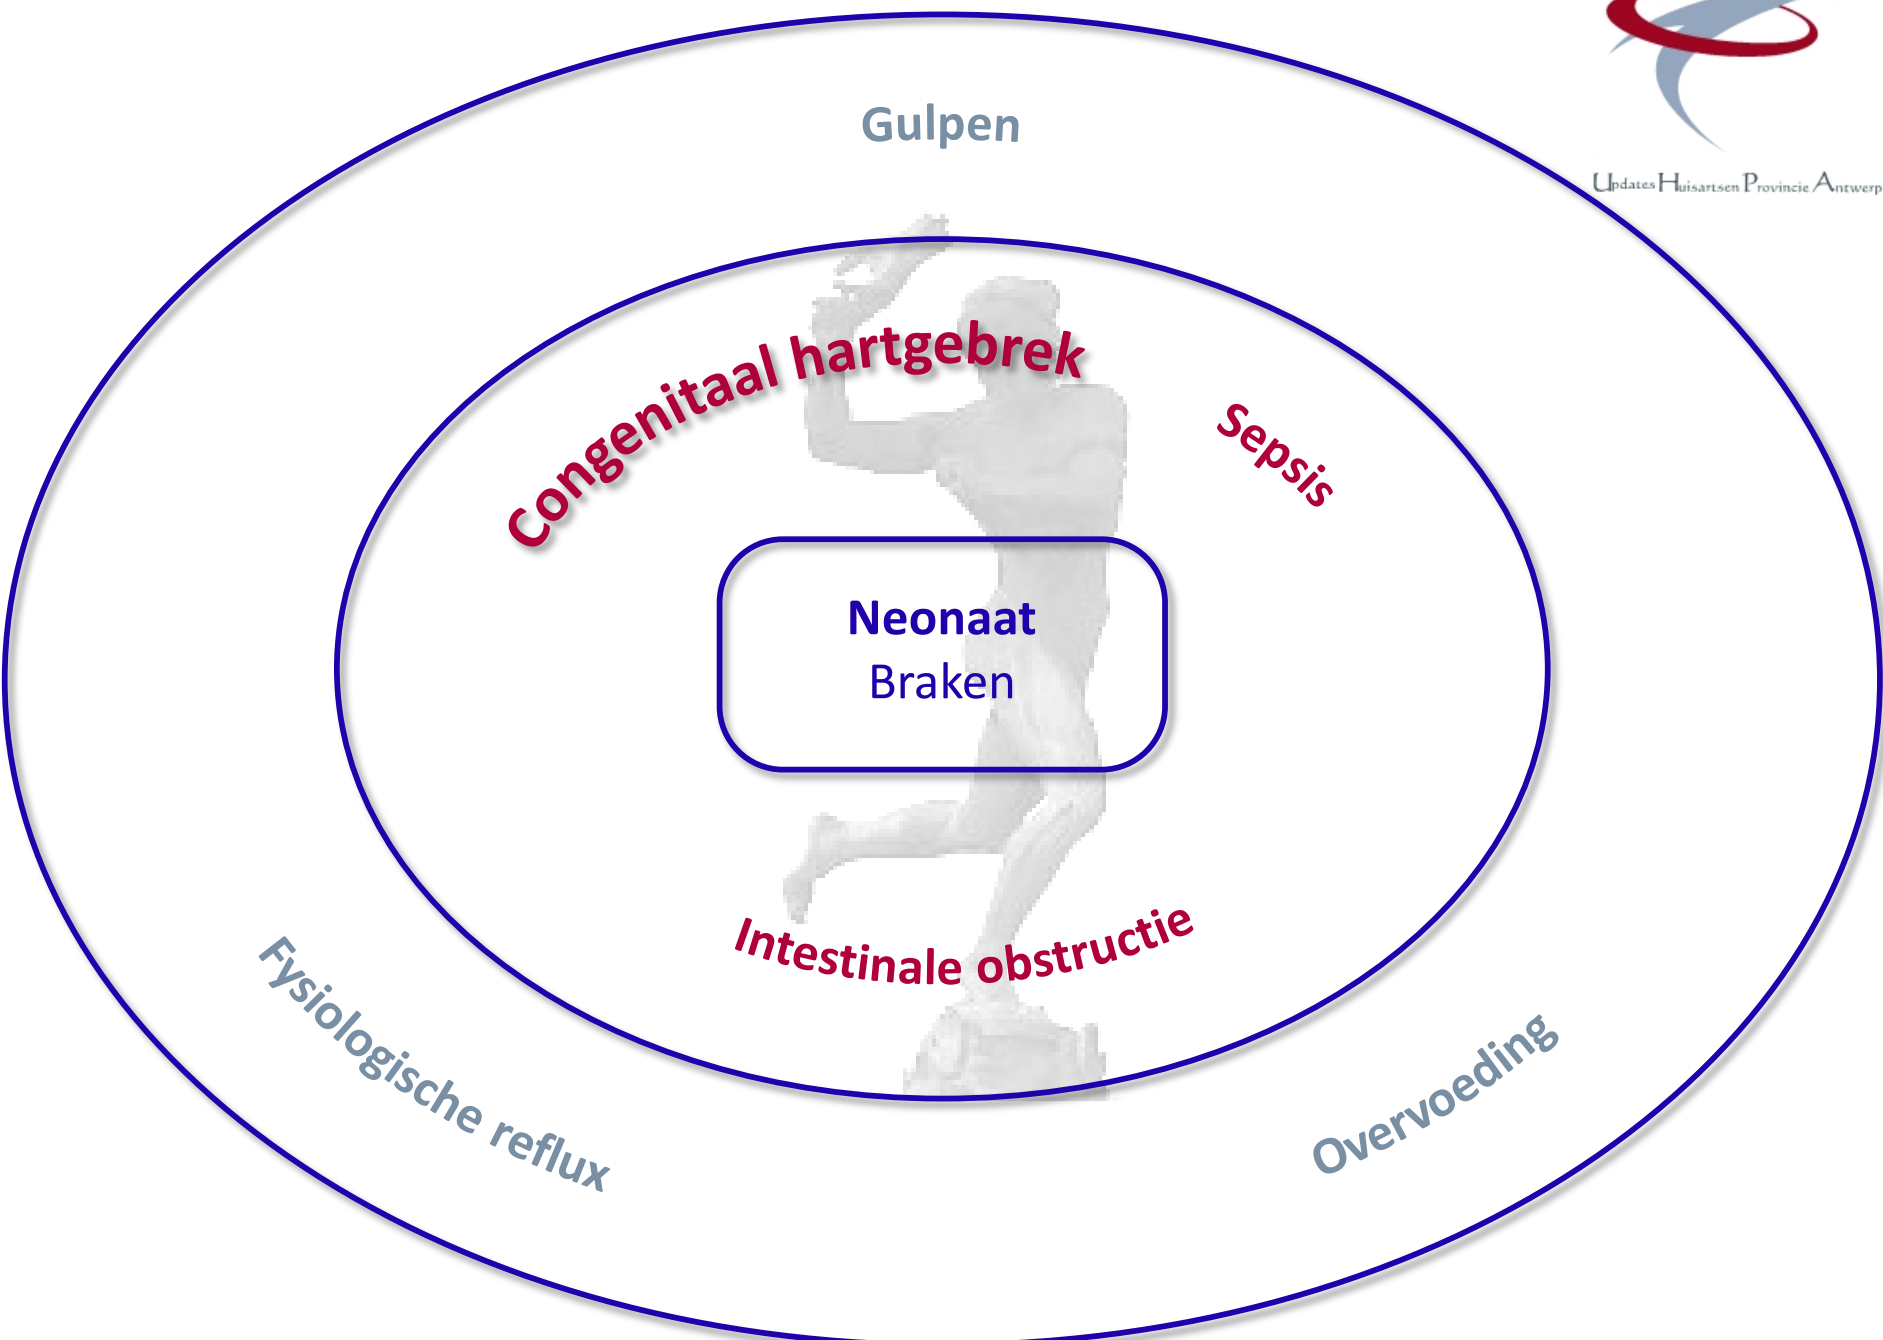 Gulpen
Updates Huisartsen Provincie Antwerp
Congenitaal hartgebrek
Sepsis
Neonaat
Braken
Intestinale obstructie
Fysiologische reflux
Overvoeding